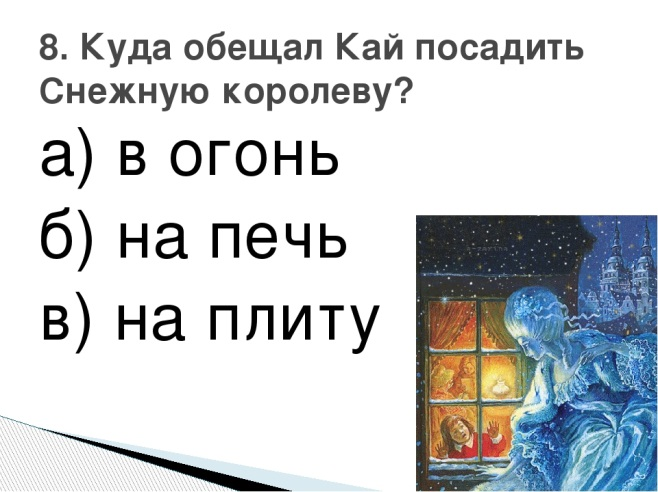 8. Куда обещал Кай посадить
Снежную королеву?
а) в огонь
б) на печь
в) на плиту